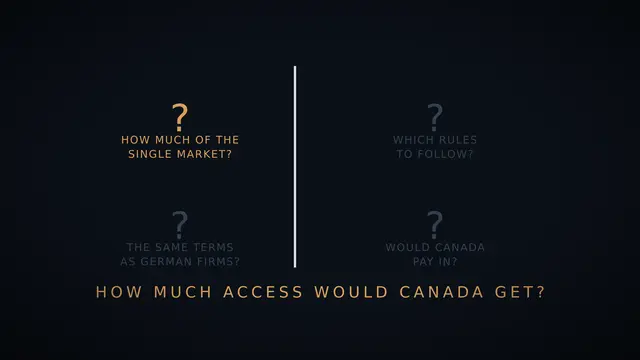 ?
HOW MUCH OF THE
SINGLE MARKET?
?
WHICH RULES
TO FOLLOW?
?
THE SAME TERMS
AS GERMAN FIRMS?
?
WOULD CANADA
PAY IN?
HOW MUCH ACCESS WOULD CANADA GET?